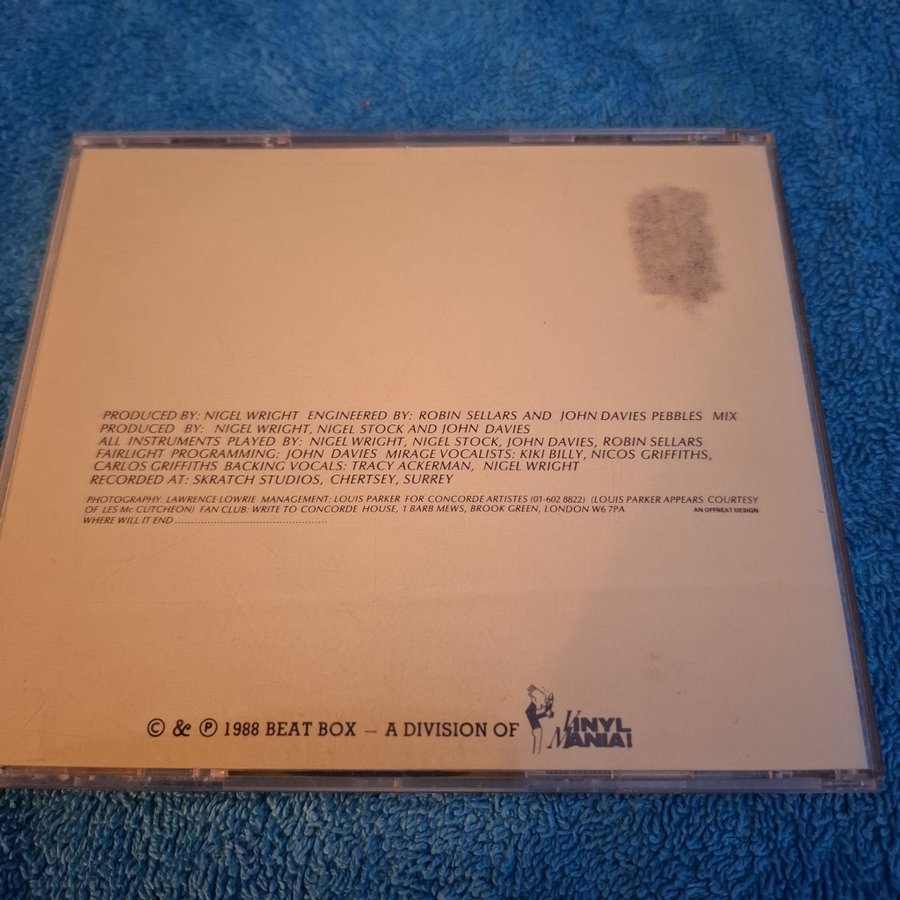 PRODUCED BY: NIGEL WRIGHT ENGINEERED BY: ROBIN SELLARS AND JOHN DAVIES PEBBLES MIX
PRODUCED BY: NIGEL WRIGHT, NIGEL STOCK AND JOHN DAVIES
ALL INSTRUMENTS PLAYED BY: NIGEL WRIGHT, NIGEL STOCK, JOHN DAVIES, ROBIN SELLARS
FAIRLIGHT PROGRAMMING: JOHN DAVIES MIRAGE VOCALISTS: KIKI BILLY, NICOS GRIFFITHS,
CARLOS GRIFFITHS BACKING VOCALS: TRACY ACKERMAN, NIGEL WRIGHT
RECORDED AT: SKRATCH STUDIOS, CHERTSEY, SURREY
PHOTOGRAPHY: LAWRENCE LOWRIE MANAGEMENT: LOUIS PARKER FOR CONCORDE ARTISTES (01-602 8822) (LOUIS PARKER APPEARS COURTESY
OF LES Mc CUTCHEON) FAN CLUB: WRITE TO CONCORDE HOUSE, 1 BARB MEWS, BROOK GREEN, LONDON W6 7PA AN OFFBEAT DESIGN
WHERE WILL IT END......................................
© & ℗ 1988 BEAT BOX – A DIVISION OF VINYL MANIA!